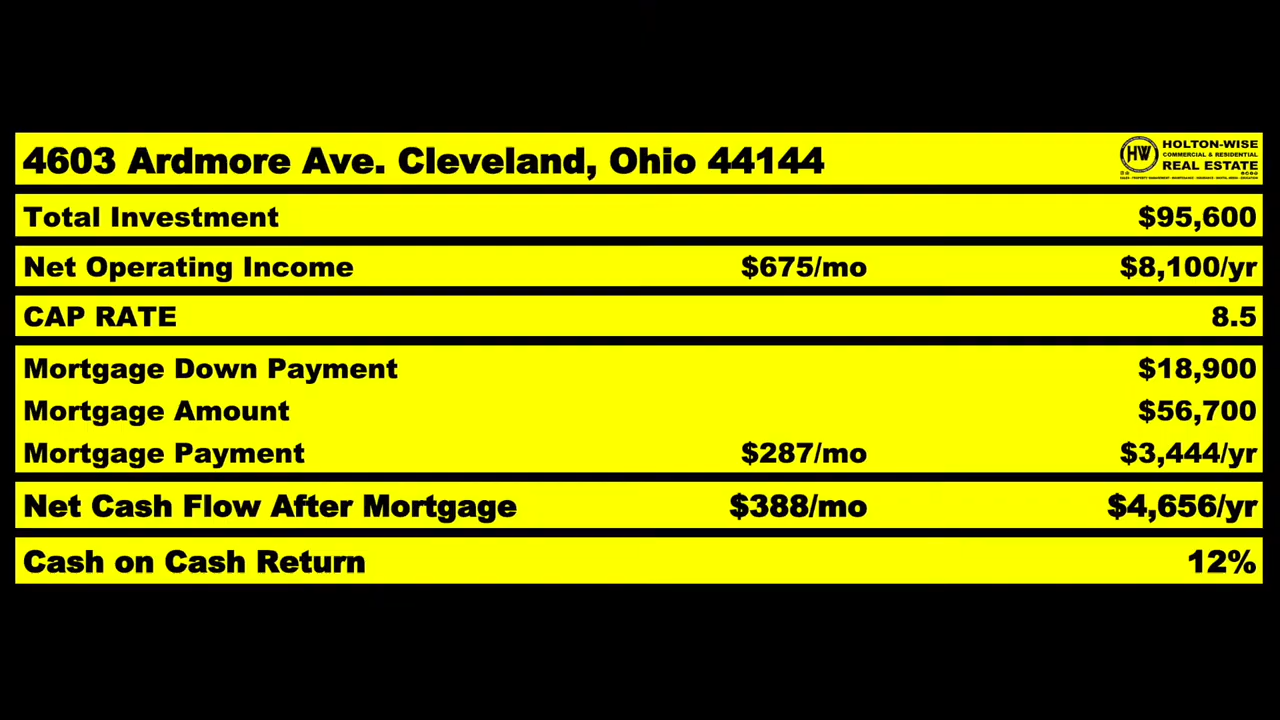 4603 Ardmore Ave. Cleveland, Ohio 44144
HW
HOLTON-WISE
COMMERCIAL & RESIDENTIAL
REAL ESTATE
Total Investment $95,600
Net Operating Income $675/mo $8,100/yr
CAP RATE 8.5
Mortgage Down Payment $18,900
Mortgage Amount $56,700
Mortgage Payment $287/mo $3,444/yr
Net Cash Flow After Mortgage $388/mo $4,656/yr
Cash on Cash Return 12%